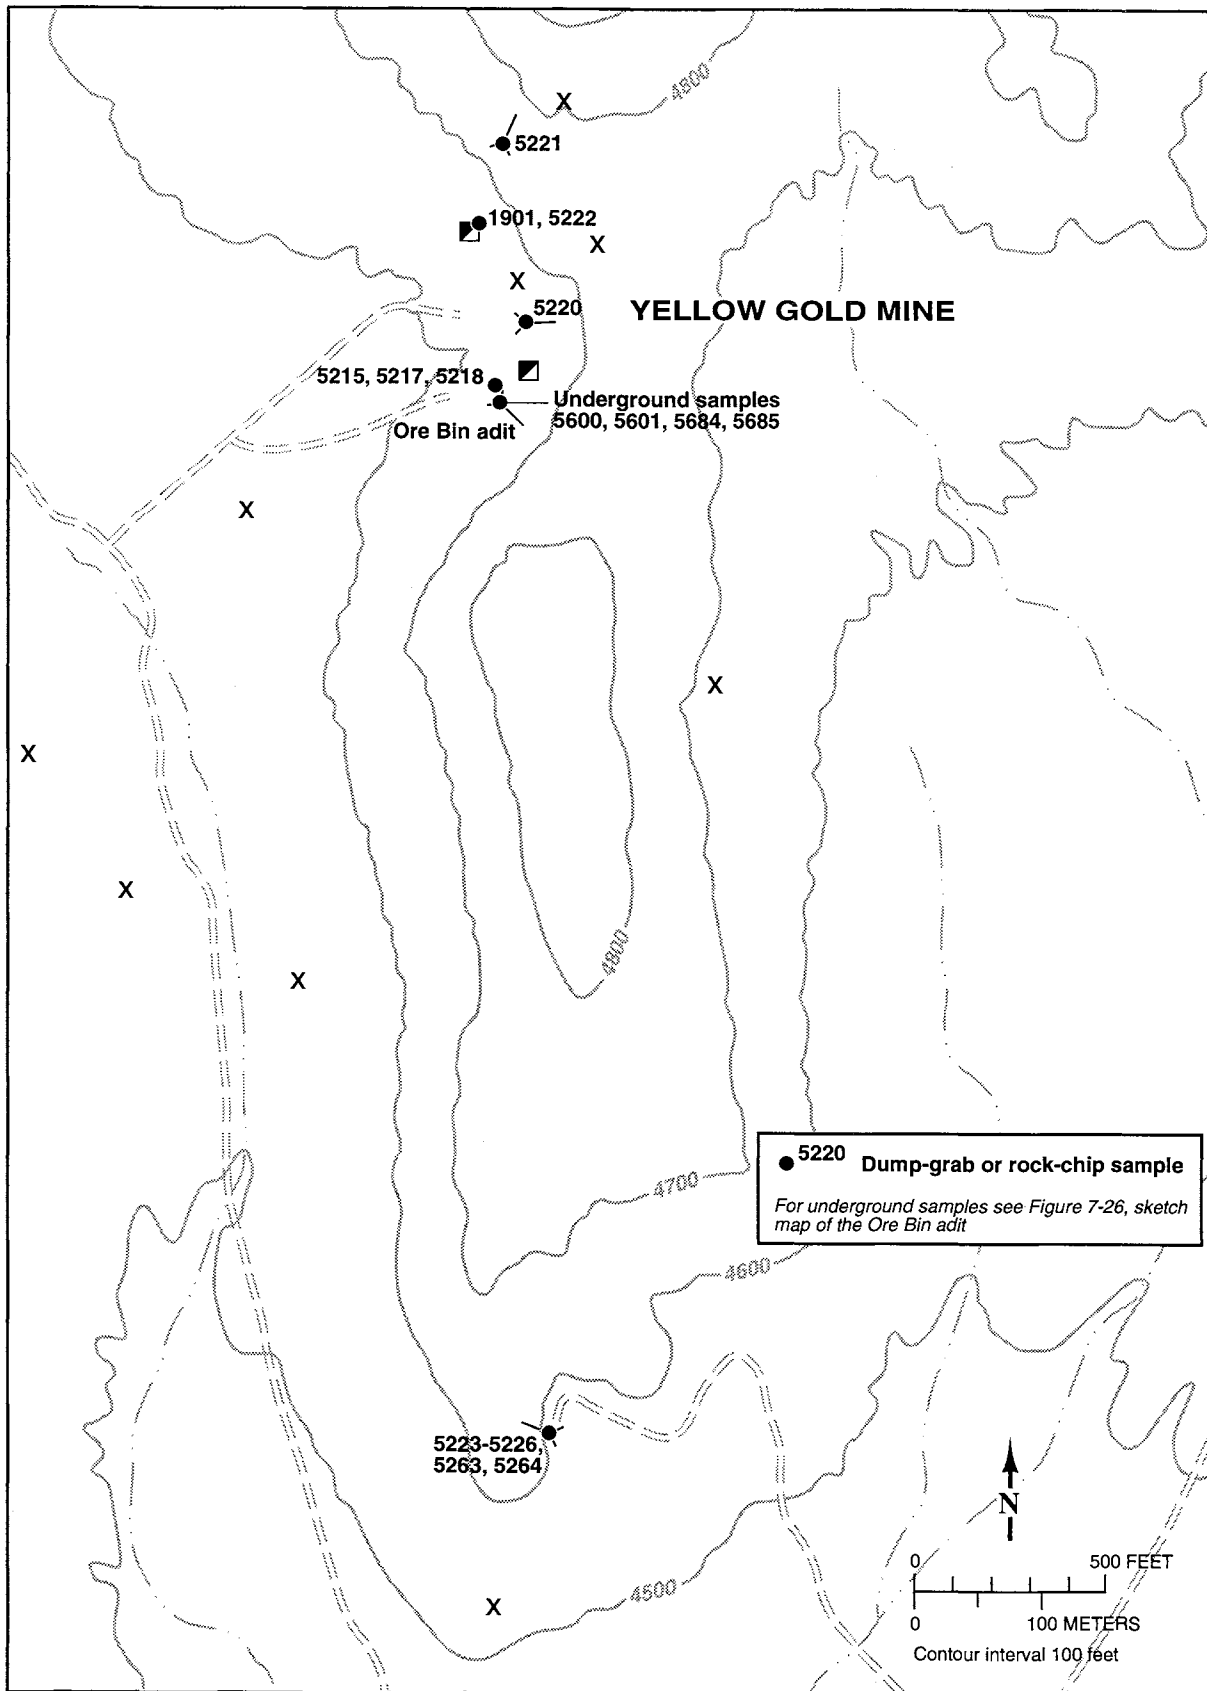 4800
X
5221
1901, 5222
X
X
5220
YELLOW GOLD MINE
5215, 5217, 5218
Underground samples
5600, 5601, 5684, 5685
Ore Bin adit
X
X
X
X
X
4800
5220 Dump-grab or rock-chip sample
For underground samples see Figure 7-26, sketch
map of the Ore Bin adit
4700
4600
5223-5226,
5263, 5264
N
0 500 FEET
0 100 METERS
Contour interval 100 feet
4500
X